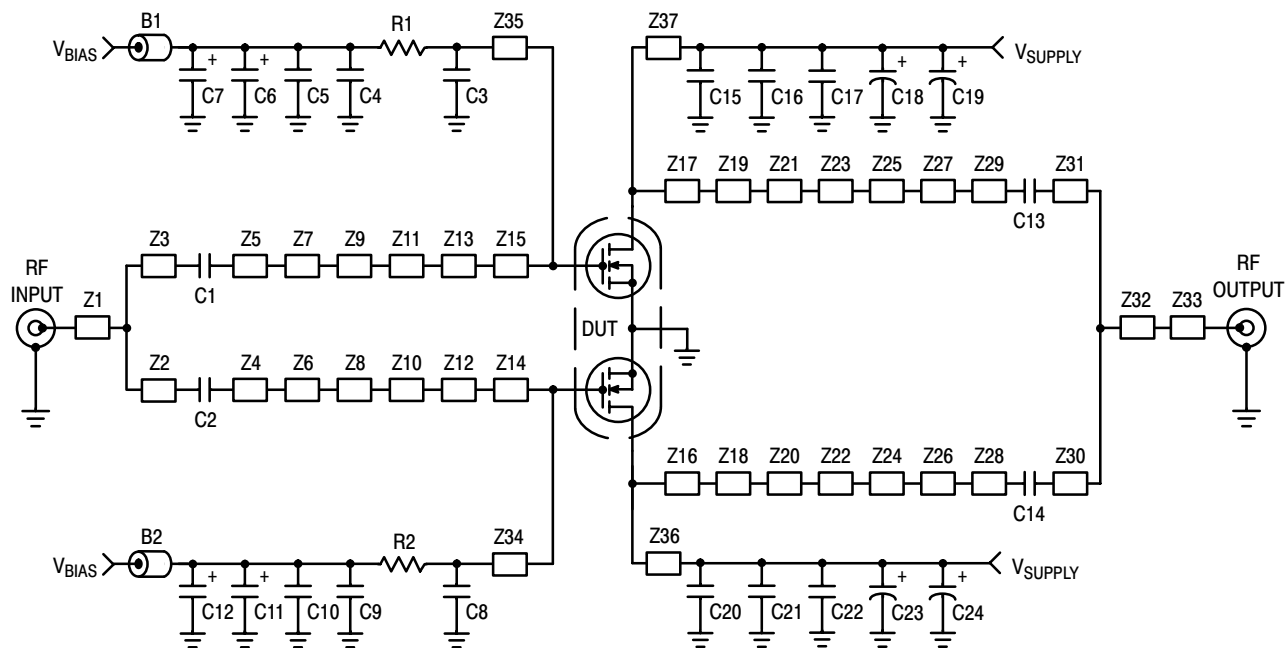 B1 R1 Z35 Z37
VBIAS VSUPPLY
+ + + +
C7 C6 C5 C4 C3 C15 C16 C17 C18 C19
Z17 Z19 Z21 Z23 Z25 Z27 Z29 Z31
C13
Z3 Z5 Z7 Z9 Z11 Z13 Z15
C1
RF INPUT
Z1
DUT
Z32 Z33
RF OUTPUT
Z2 Z4 Z6 Z8 Z10 Z12 Z14
C2
Z16 Z18 Z20 Z22 Z24 Z26 Z28 Z30
C14
B2 R2 Z34 Z36
VBIAS VSUPPLY
+ + + +
C12 C11 C10 C9 C8 C20 C21 C22 C23 C24